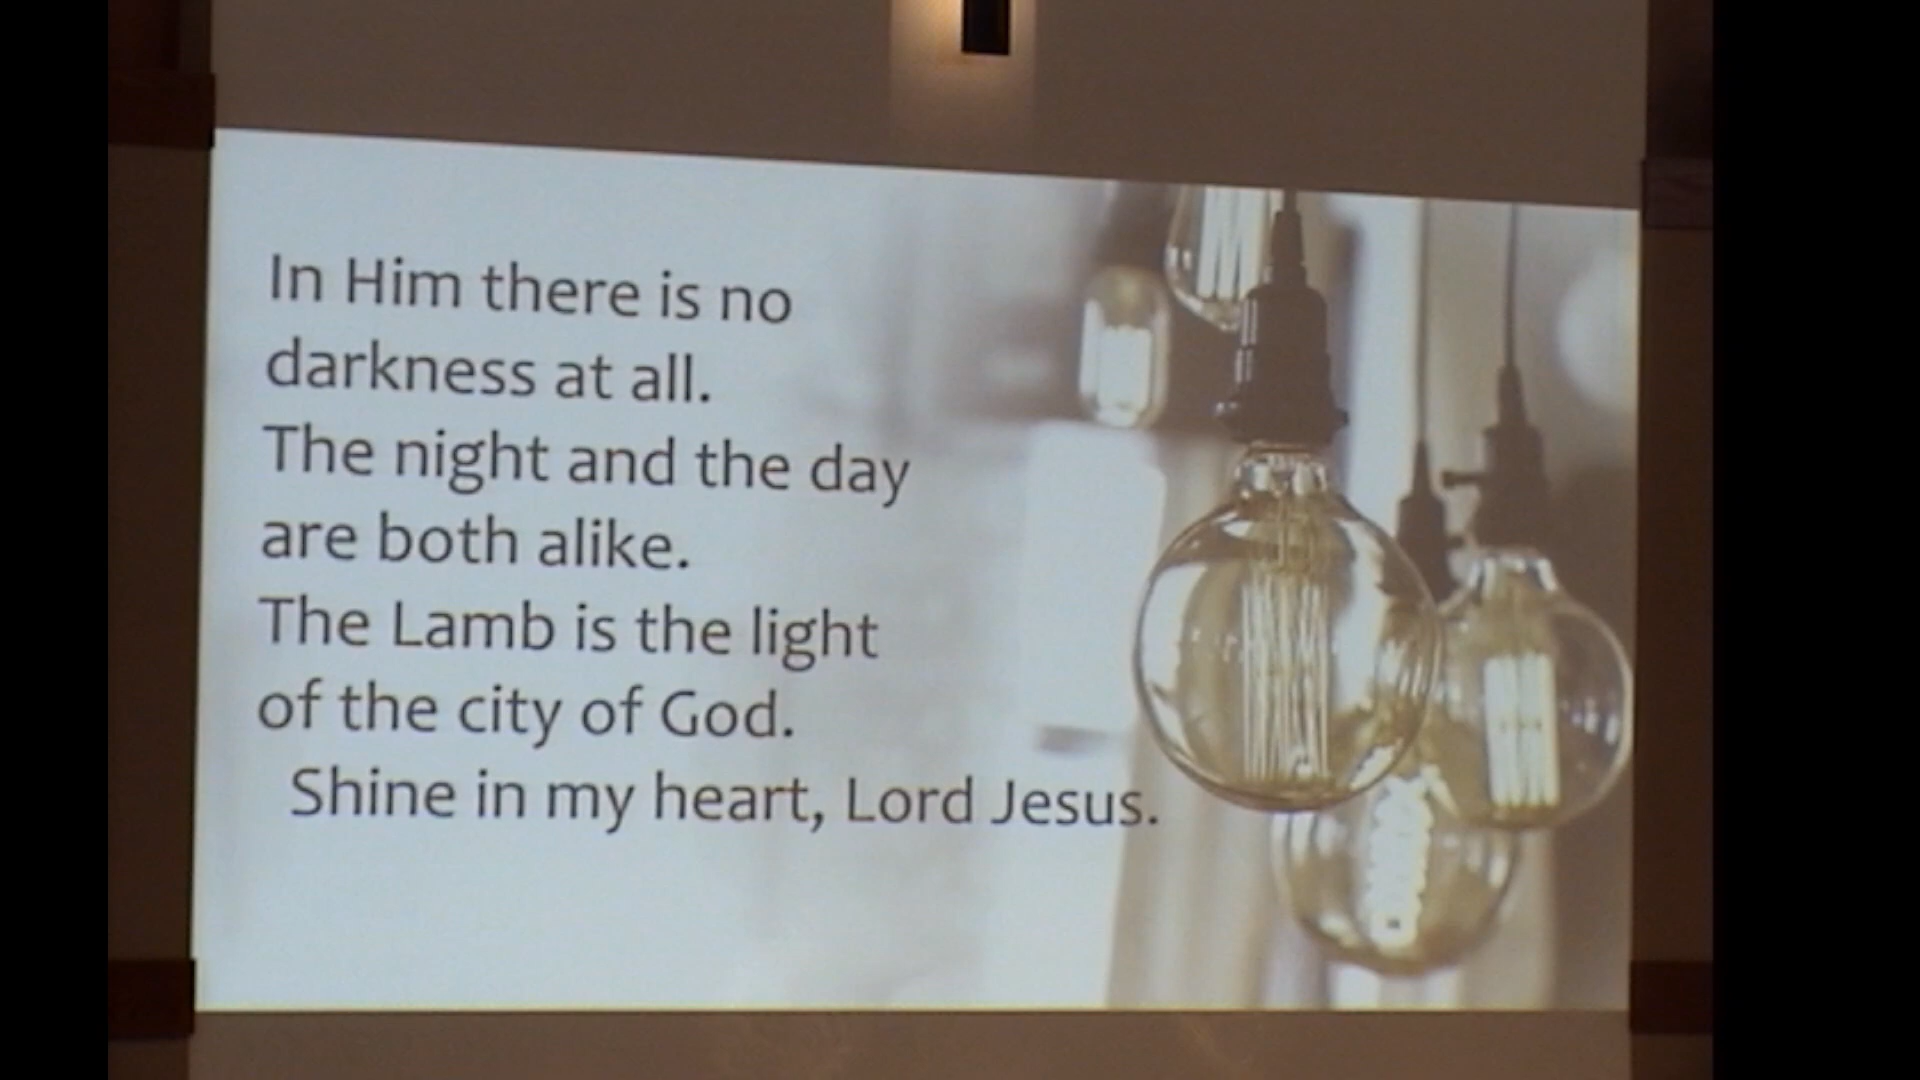 In Him there is no
darkness at all.
The night and the day
are both alike.
The Lamb is the light
of the city of God.
Shine in my heart, Lord Jesus.